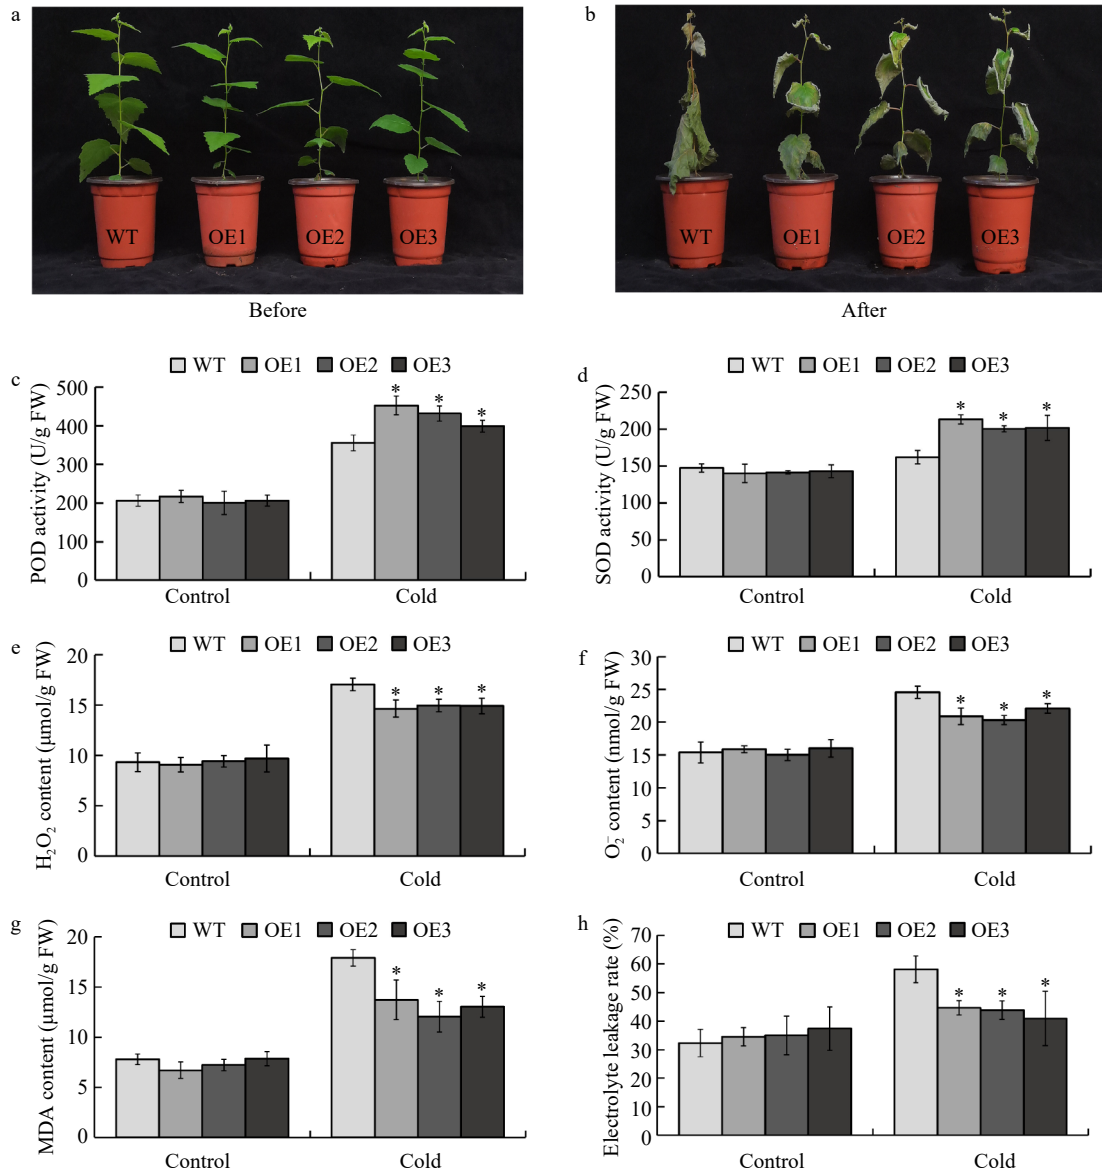 a
WT OE1 OE2 OE3
Before
b
WT OE1 OE2 OE3
After
c
WT OE1 OE2 OE3
POD activity (U/g FW)
500
400
300
200
100
0
* * *
Control Cold
d
WT OE1 OE2 OE3
SOD activity (U/g FW)
250
200
150
100
50
0
* * *
Control Cold
e
WT OE1 OE2 OE3
H₂O₂ content (μmol/g FW)
20
15
10
5
0
* * *
Control Cold
f
WT OE1 OE2 OE3
O₂⁻ content (nmol/g FW)
30
25
20
15
10
5
0
* * *
Control Cold
g
WT OE1 OE2 OE3
MDA content (μmol/g FW)
20
15
10
5
0
* * *
Control Cold
h
WT OE1 OE2 OE3
Electrolyte leakage rate (%)
70
60
50
40
30
20
10
0
* * *
Control Cold